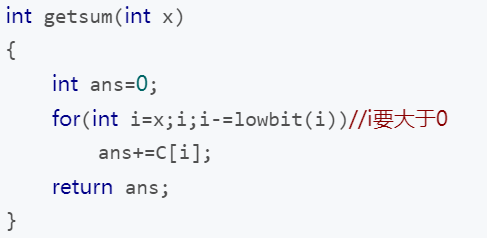 int getsum(int x)
{
    int ans=0;
    for(int i=x;i;i-=lowbit(i))//i要大于0
        ans+=C[i];
    return ans;
}